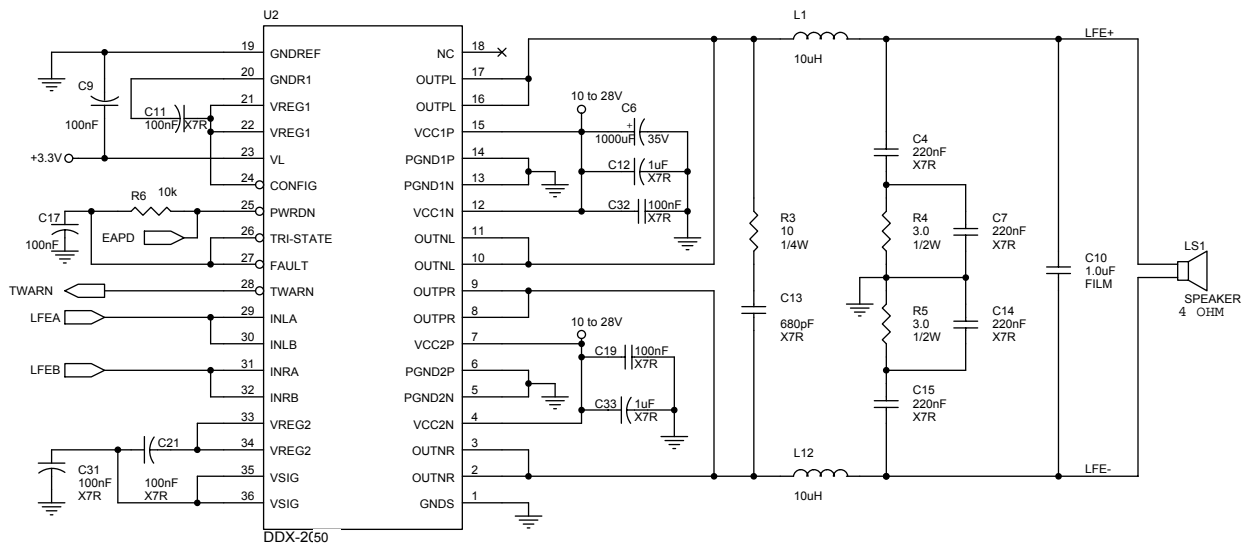 U2
19 GNDREF
20 GNDR1
21 VREG1
22 VREG1
23 VL
24 CONFIG
25 PWRDN
26 TRI-STATE
27 FAULT
28 TWARN
29 INLA
30 INLB
31 INRA
32 INRB
33 VREG2
34 VREG2
35 VSIG
36 VSIG
NC 18
OUTPL 17
OUTPL 16
VCC1P 15
PGND1P 14
PGND1N 13
VCC1N 12
OUTNL 11
OUTNL 10
OUTPR 9
OUTPR 8
VCC2P 7
PGND2P 6
PGND2N 5
VCC2N 4
OUTNR 3
OUTNR 2
GNDS 1
DDX-2050
C9
100nF
C11
100nF X7R
+3.3V
R6 10k
C17
100nF
EAPD
TWARN
LFEA
LFEB
C21
100nF
X7R
C31
100nF
X7R
10 to 28V
C6
+
1000uF 35V
C12 1uF
X7R
C32 100nF
X7R
10 to 28V
C19 100nF
X7R
C33 1uF
X7R
R3
10
1/4W
C13
680pF
X7R
L1
10uH
L12
10uH
C4
220nF
X7R
R4
3.0
1/2W
C7
220nF
X7R
R5
3.0
1/2W
C14
220nF
X7R
C15
220nF
X7R
C10
1.0uF
FILM
LFE+
LFE-
LS1
SPEAKER
4 OHM